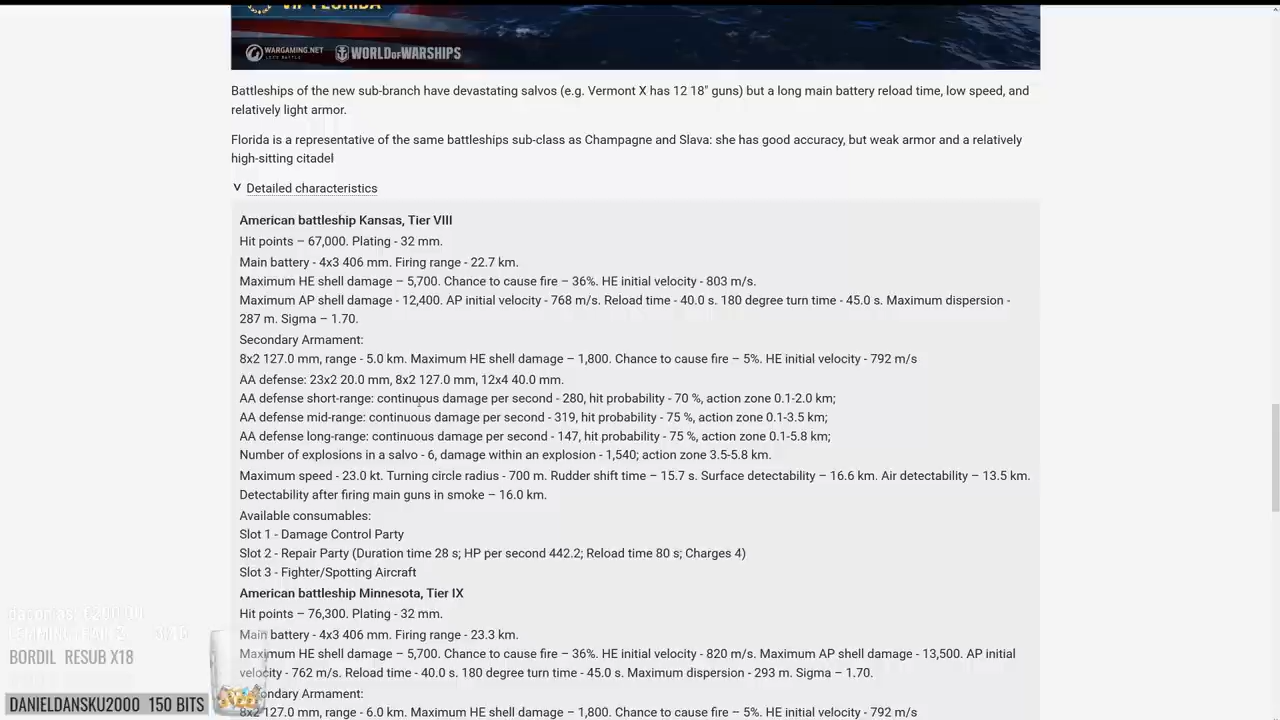 VII FLORIDA
WARGAMING.NET
LET'S BATTLE
WORLD OF WARSHIPS
Battleships of the new sub-branch have devastating salvos (e.g. Vermont X has 12 18" guns) but a long main battery reload time, low speed, and
relatively light armor.
Florida is a representative of the same battleships sub-class as Champagne and Slava: she has good accuracy, but weak armor and a relatively
high-sitting citadel
Detailed characteristics
American battleship Kansas, Tier VIII
Hit points – 67,000. Plating - 32 mm.
Main battery - 4x3 406 mm. Firing range - 22.7 km.
Maximum HE shell damage – 5,700. Chance to cause fire – 36%. HE initial velocity - 803 m/s.
Maximum AP shell damage - 12,400. AP initial velocity - 768 m/s. Reload time - 40.0 s. 180 degree turn time - 45.0 s. Maximum dispersion -
287 m. Sigma – 1.70.
Secondary Armament:
8x2 127.0 mm, range - 5.0 km. Maximum HE shell damage – 1,800. Chance to cause fire – 5%. HE initial velocity - 792 m/s
AA defense: 23x2 20.0 mm, 8x2 127.0 mm, 12x4 40.0 mm.
AA defense short-range: continuous damage per second - 280, hit probability - 70 %, action zone 0.1-2.0 km;
AA defense mid-range: continuous damage per second - 319, hit probability - 75 %, action zone 0.1-3.5 km;
AA defense long-range: continuous damage per second - 147, hit probability - 75 %, action zone 0.1-5.8 km;
Number of explosions in a salvo - 6, damage within an explosion - 1,540; action zone 3.5-5.8 km.
Maximum speed - 23.0 kt. Turning circle radius - 700 m. Rudder shift time – 15.7 s. Surface detectability – 16.6 km. Air detectability – 13.5 km.
Detectability after firing main guns in smoke – 16.0 km.
Available consumables:
Slot 1 - Damage Control Party
Slot 2 - Repair Party (Duration time 28 s; HP per second 442.2; Reload time 80 s; Charges 4)
Slot 3 - Fighter/Spotting Aircraft
American battleship Minnesota, Tier IX
Hit points – 76,300. Plating - 32 mm.
Main battery - 4x3 406 mm. Firing range - 23.3 km.
Maximum HE shell damage – 5,700. Chance to cause fire – 36%. HE initial velocity - 820 m/s. Maximum AP shell damage - 13,500. AP initial
velocity - 762 m/s. Reload time - 40.0 s. 180 degree turn time - 45.0 s. Maximum dispersion - 293 m. Sigma – 1.70.
Secondary Armament:
8x2 127.0 mm, range - 6.0 km. Maximum HE shell damage – 1,800. Chance to cause fire – 5%. HE initial velocity - 792 m/s
BORDIL RESUB X18
DANIELDANSKU2000 150 BITS